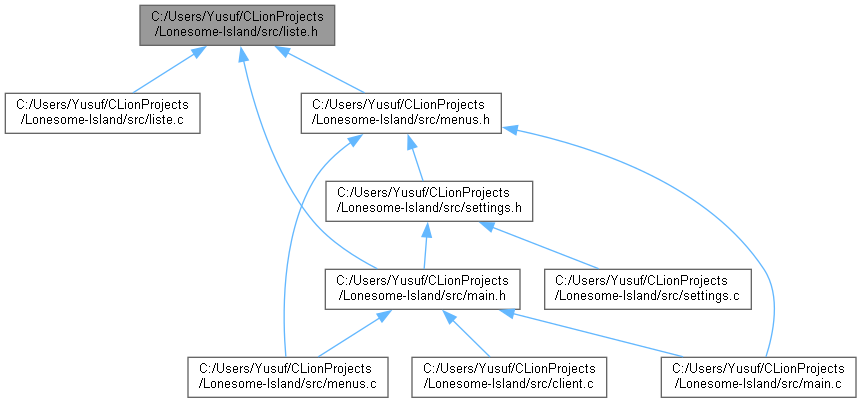 C:/Users/Yusuf/CLionProjects
/Lonesome-Island/src/liste.h
C:/Users/Yusuf/CLionProjects
/Lonesome-Island/src/liste.c
C:/Users/Yusuf/CLionProjects
/Lonesome-Island/src/menus.h
C:/Users/Yusuf/CLionProjects
/Lonesome-Island/src/settings.h
C:/Users/Yusuf/CLionProjects
/Lonesome-Island/src/main.h
C:/Users/Yusuf/CLionProjects
/Lonesome-Island/src/settings.c
C:/Users/Yusuf/CLionProjects
/Lonesome-Island/src/menus.c
C:/Users/Yusuf/CLionProjects
/Lonesome-Island/src/client.c
C:/Users/Yusuf/CLionProjects
/Lonesome-Island/src/main.c